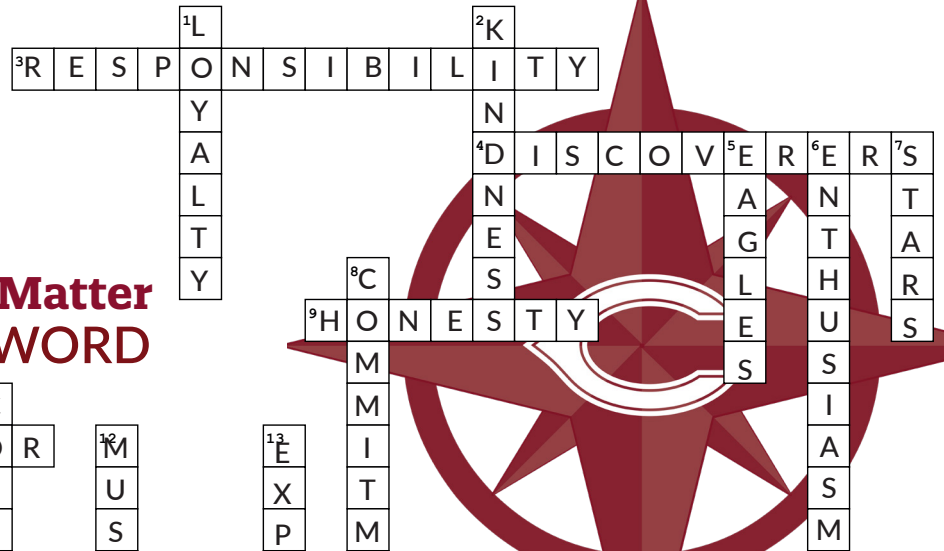 1 LOYALTY
2 KINDNESS
3 RESPONSIBILITY
4 DISCOVERERS
5 EAGLES
6 ENTHUSIASM
7 STARS
8 COMMITM
9 HONESTY
Matter
WORD
R
12 MUS
13 EXP
C